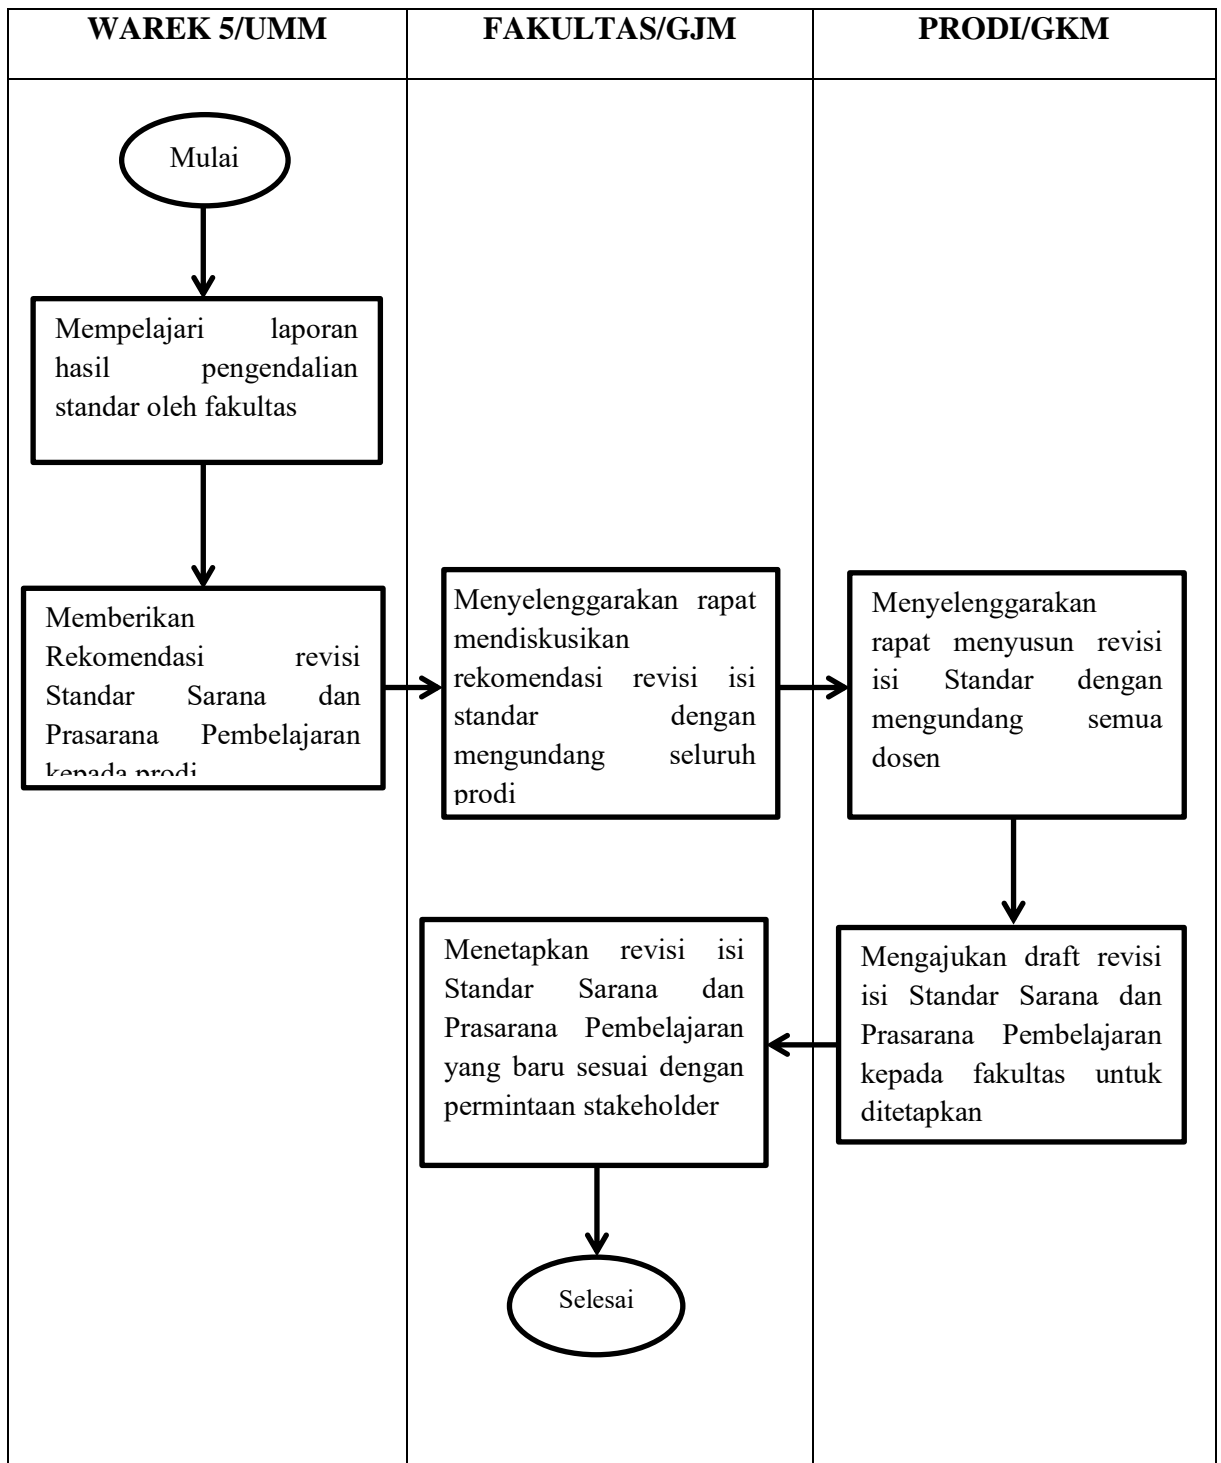 WAREK 5/UMM
FAKULTAS/GJM
PRODI/GKM
Mulai
Mempelajari laporan
hasil pengendalian
standar oleh fakultas
Memberikan
Rekomendasi revisi
Standar Sarana dan
Prasarana Pembelajaran
kepada prodi
Menyelenggarakan rapat
mendiskusikan
rekomendasi revisi isi
standar dengan
mengundang seluruh
prodi
Menyelenggarakan
rapat menyusun revisi
isi Standar dengan
mengundang semua
dosen
Mengajukan draft revisi
isi Standar Sarana dan
Prasarana Pembelajaran
kepada fakultas untuk
ditetapkan
Menetapkan revisi isi
Standar Sarana dan
Prasarana Pembelajaran
yang baru sesuai dengan
permintaan stakeholder
Selesai